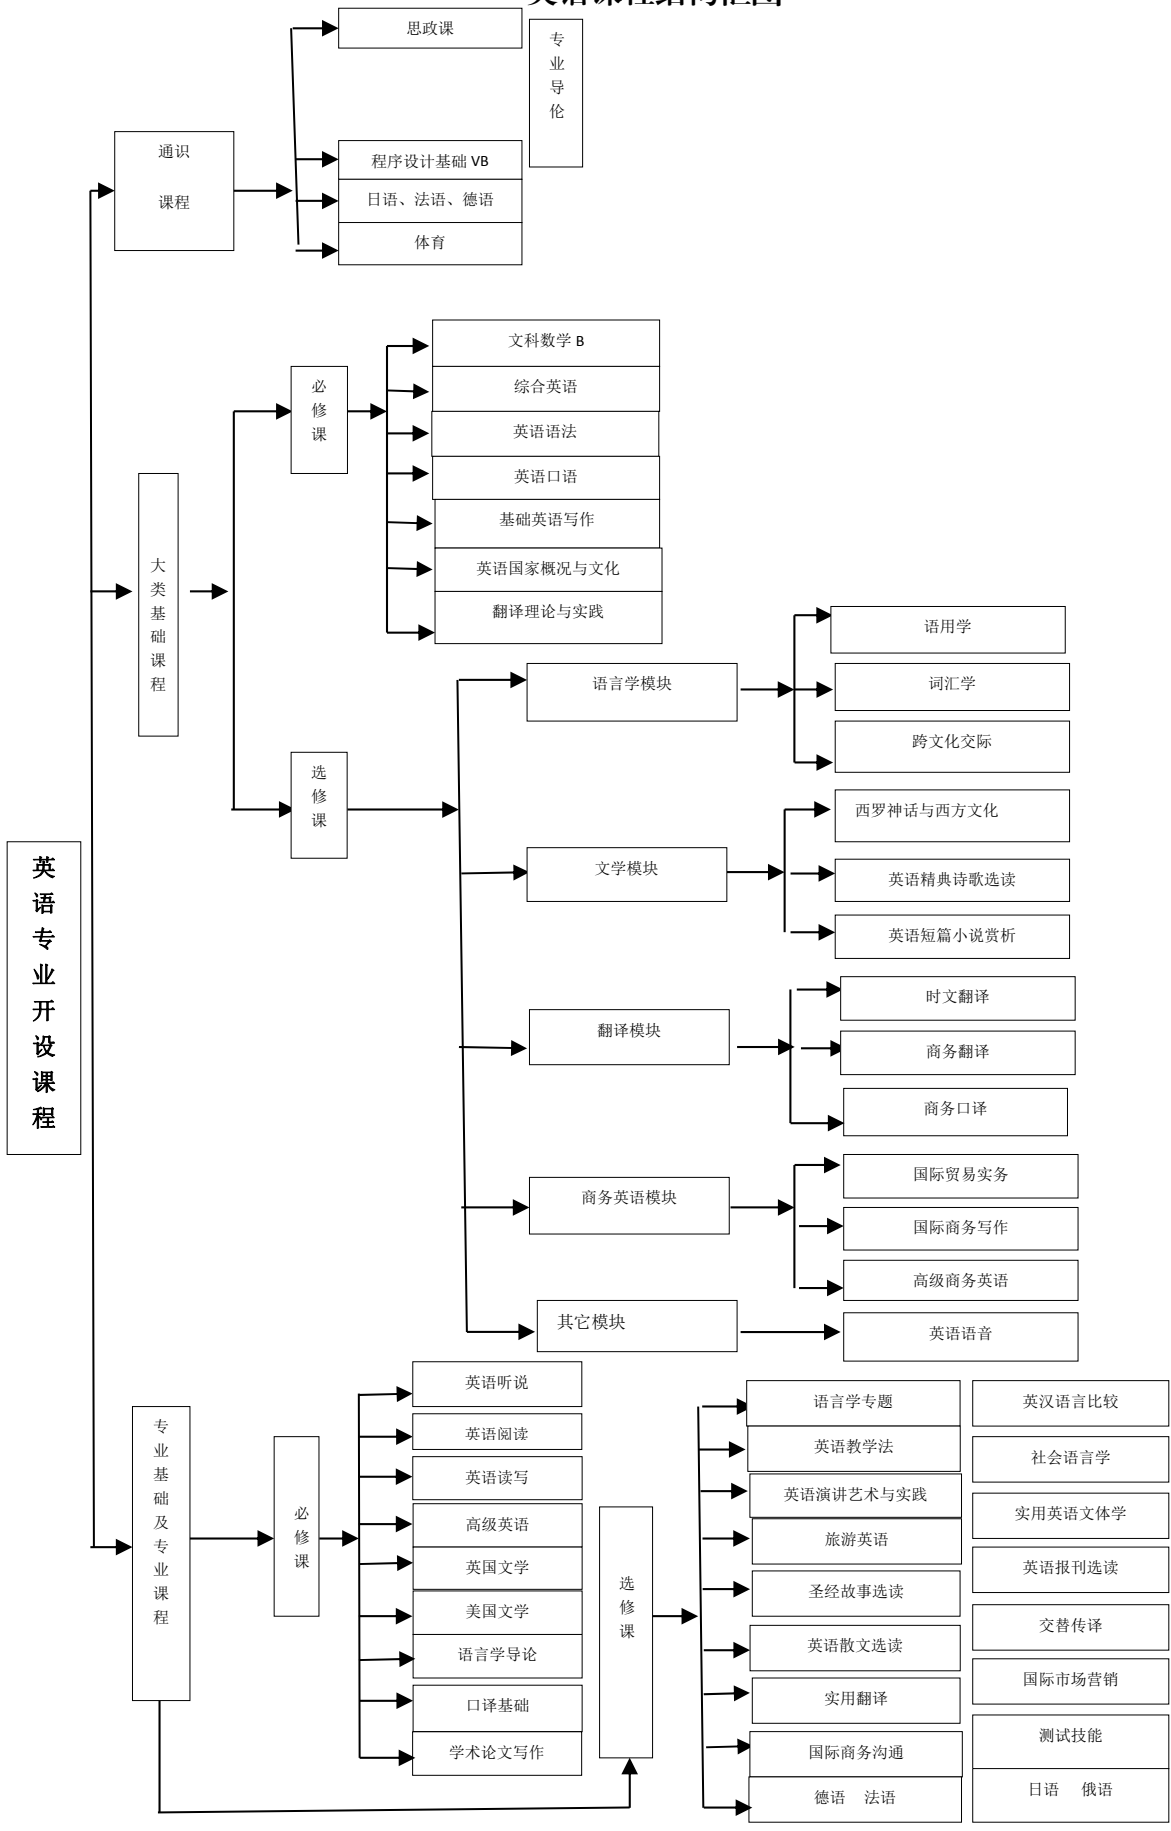 英语课程结构框图
思政课
专业导伦
通识
课程
程序设计基础 VB
日语、法语、德语
体育
文科数学 B
必修课
综合英语
英语语法
英语口语
基础英语写作
英语国家概况与文化
翻译理论与实践
大类基础课程
选修课
语言学模块
语用学
词汇学
跨文化交际
文学模块
西罗神话与西方文化
英语精典诗歌选读
英语短篇小说赏析
翻译模块
时文翻译
商务翻译
商务口译
商务英语模块
国际贸易实务
国际商务写作
高级商务英语
其它模块
英语语音
英语专业开设课程
专业基础及专业课程
必修课
英语听说
英语阅读
英语读写
高级英语
英国文学
美国文学
语言学导论
口译基础
学术论文写作
选修课
语言学专题
英语教学法
英语演讲艺术与实践
旅游英语
圣经故事选读
英语散文选读
实用翻译
国际商务沟通
德语 法语
英汉语言比较
社会语言学
实用英语文体学
英语报刊选读
交替传译
国际市场营销
测试技能
日语 俄语